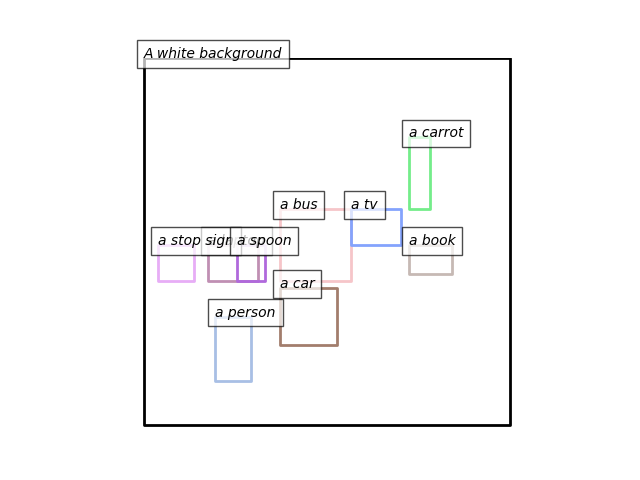 A white background
a carrot
a bus
a tv
a stop sign
a spoon
a book
a car
a person